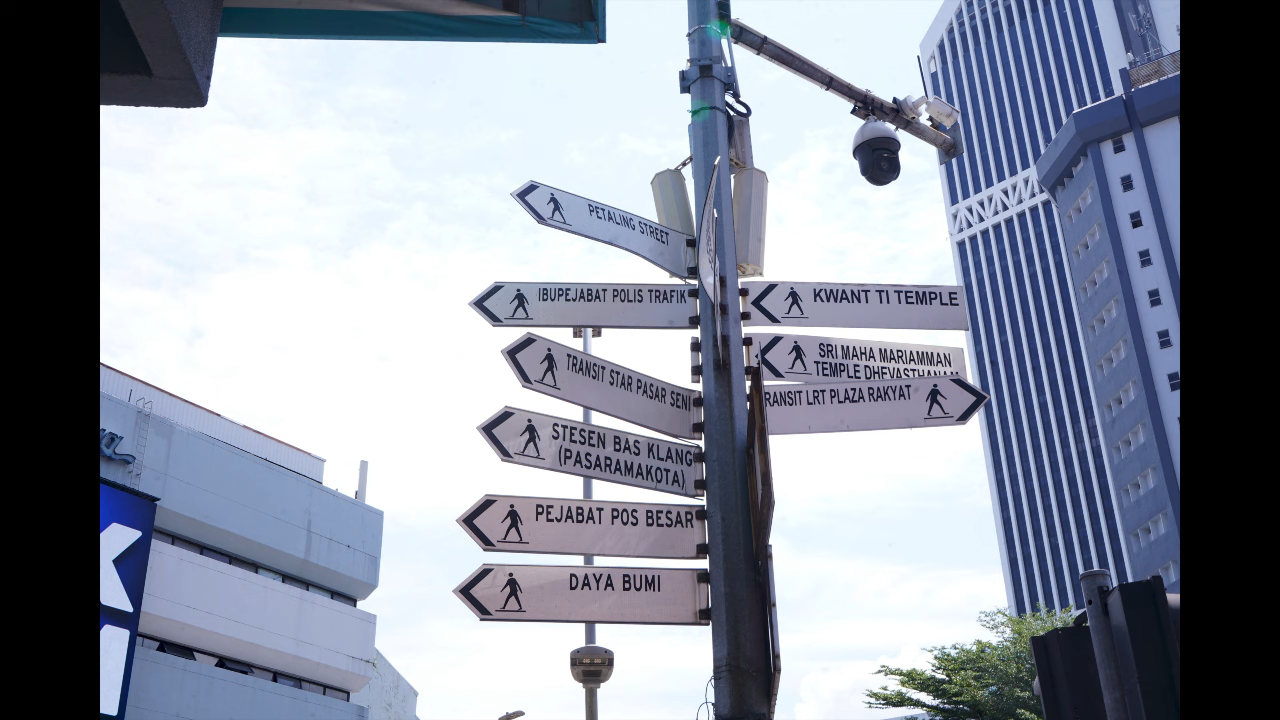 PETALING STREET
IBUPEJABAT POLIS TRAFIK
TRANSIT STAR PASAR SENI
STESEN BAS KLANG
(PASARAMAKOTA)
PEJABAT POS BESAR
DAYA BUMI
KWANT TI TEMPLE
SRI MAHA MARIAMMAN
TEMPLE DHEVASTHANAM
RANSIT LRT PLAZA RAKYAT